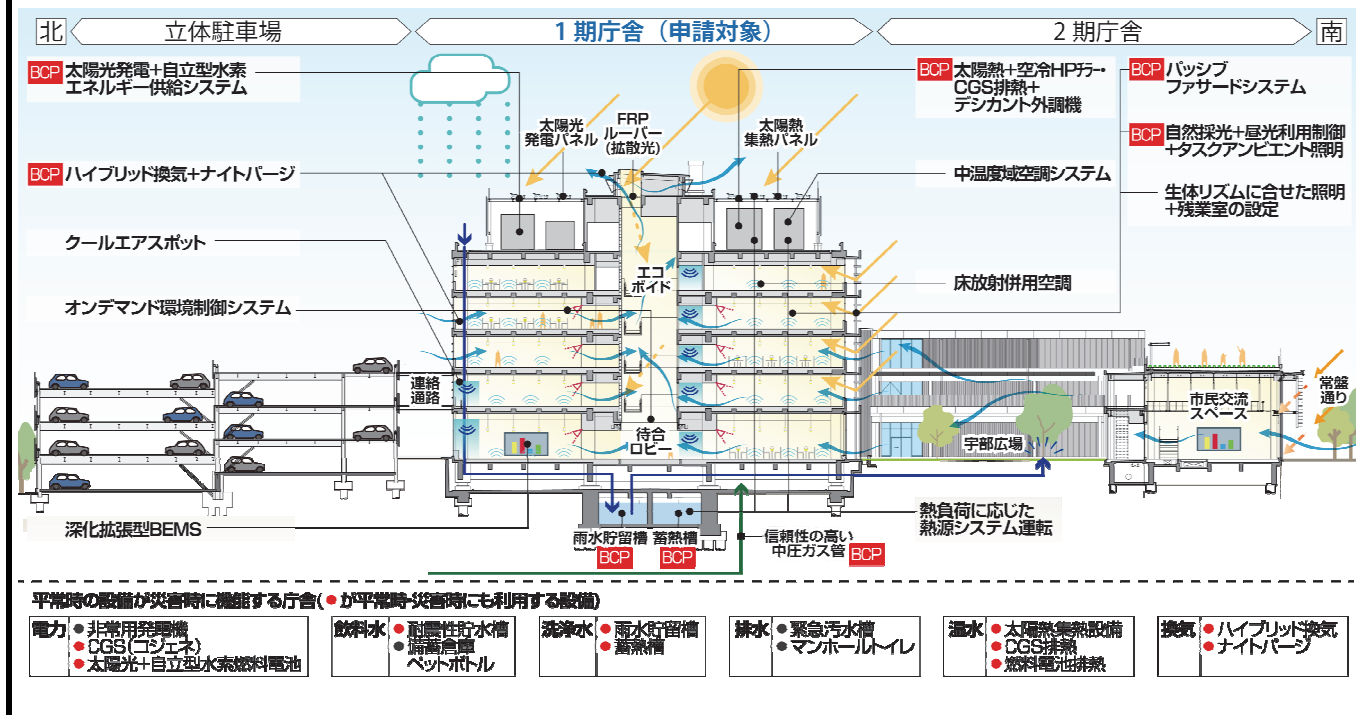 北
立体駐車場
1期庁舎（申請対象）
2期庁舎
南
BCP 太陽光発電+自立型水素
エネルギー供給システム
BCP ハイブリッド換気+ナイトパージ
クールエアスポット
オンデマンド環境制御システム
太陽光
発電パネル
FRP
ルーバー
(拡散光)
太陽熱
集熱パネル
BCP 太陽熱+空冷HPチラー・
CGS排熱+
デシカント外調機
中温度域空調システム
床放射併用空調
BCP パッシブ
ファサードシステム
BCP 自然採光+昼光利用制御
+タスクアンビエント照明
生体リズムに合せた照明
+残業室の設定
エコ
ボイド
連絡
通路
待合
ロビー
宇部広場
市民交流
スペース
常盤
通り
深化拡張型BEMS
雨水貯留槽
BCP
蓄熱槽
BCP
信頼性の高い
中圧ガス管 BCP
熱負荷に応じた
熱源システム運転
平常時の設備が災害時に機能する庁舎(●が平常時・災害時にも利用する設備)
電力
●非常用発電機
●CGS(コジェネ)
●太陽光+自立型水素燃料電池
飲料水
●耐震性貯水槽
●備蓄倉庫
ペットボトル
洗浄水
●雨水貯留槽
●蓄熱槽
排水
●緊急汚水槽
●マンホールトイレ
温水
●太陽熱集熱設備
●CGS排熱
●燃料電池排熱
換気
●ハイブリッド換気
●ナイトパージ